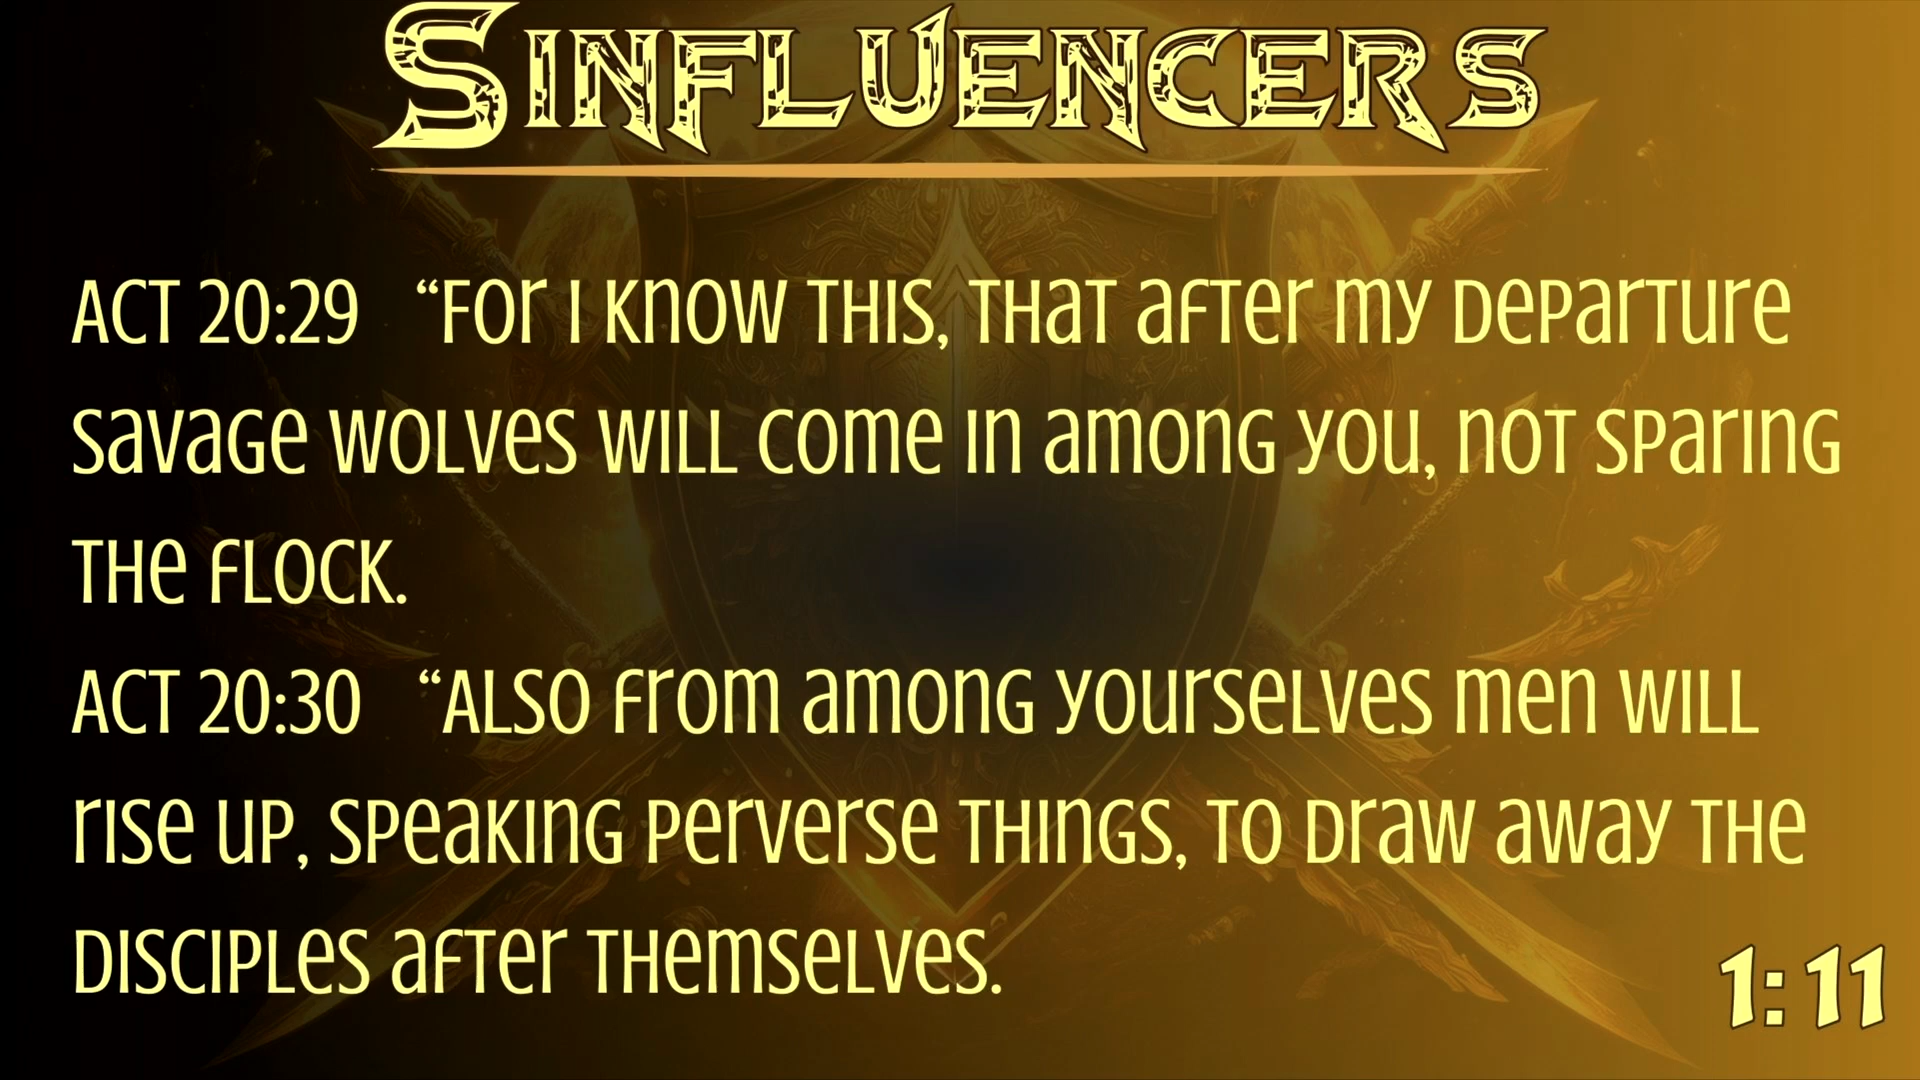 Sinfluencers
ACT 20:29 “For I know this, that after my departure
savage wolves will come in among you, not sparing
the flock.
ACT 20:30 “Also from among yourselves men will
rise up, speaking perverse things, to draw away the
disciples after themselves.
1:11